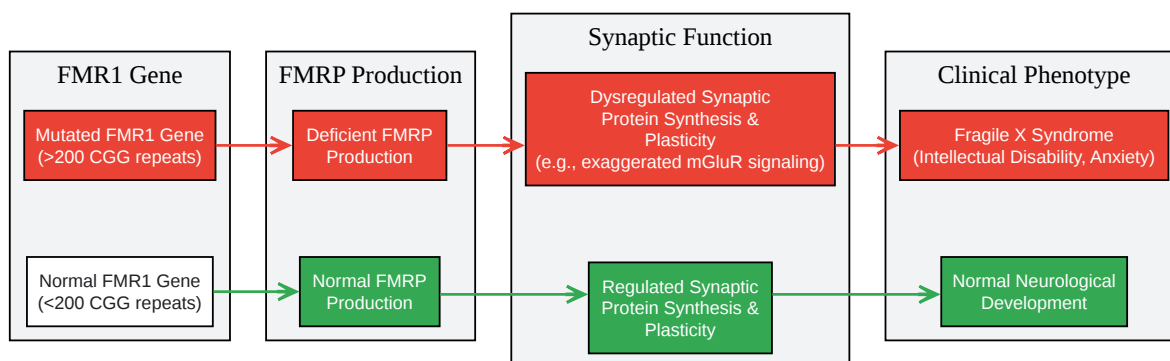 FMR1 Gene
Mutated FMR1 Gene
(>200 CGG repeats)
Normal FMR1 Gene
(<200 CGG repeats)
FMRP Production
Deficient FMRP
Production
Normal FMRP
Production
Synaptic Function
Dysregulated Synaptic
Protein Synthesis &
Plasticity
(e.g., exaggerated mGluR signaling)
Regulated Synaptic
Protein Synthesis &
Plasticity
Clinical Phenotype
Fragile X Syndrome
(Intellectual Disability, Anxiety)
Normal Neurological
Development